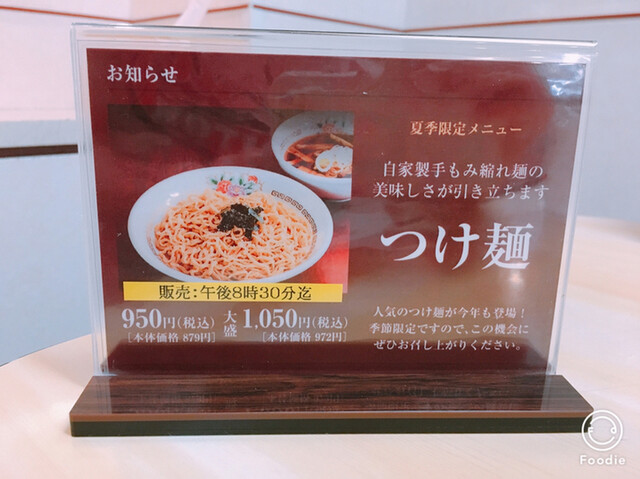 お知らせ
夏季限定メニュー
自家製手もみ縮れ麺の
美味しさが引き立ちます
つけ麺
販売：午後8時30分迄
950円(税込) 大盛 1,050円(税込)
[本体価格 879円] [本体価格 972円]
人気のつけ麺が今年も登場！
季節限定ですので、この機会に
ぜひお召し上がりください。
Foodie.